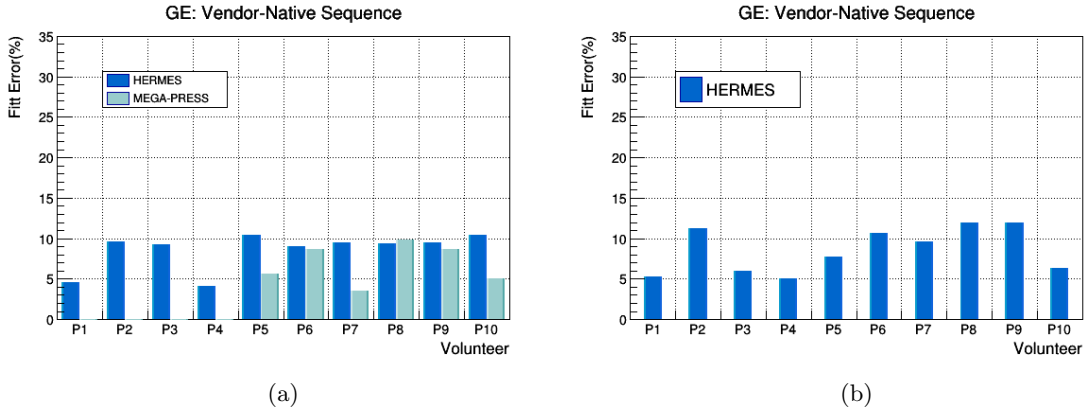 GE: Vendor-Native Sequence
Fitt Error(%)
35
30
25
20
15
10
5
0
HERMES
MEGA-PRESS
P1 P2 P3 P4 P5 P6 P7 P8 P9 P10
Volunteer
(a)
GE: Vendor-Native Sequence
Fitt Error(%)
35
30
25
20
15
10
5
0
HERMES
P1 P2 P3 P4 P5 P6 P7 P8 P9 P10
Volunteer
(b)